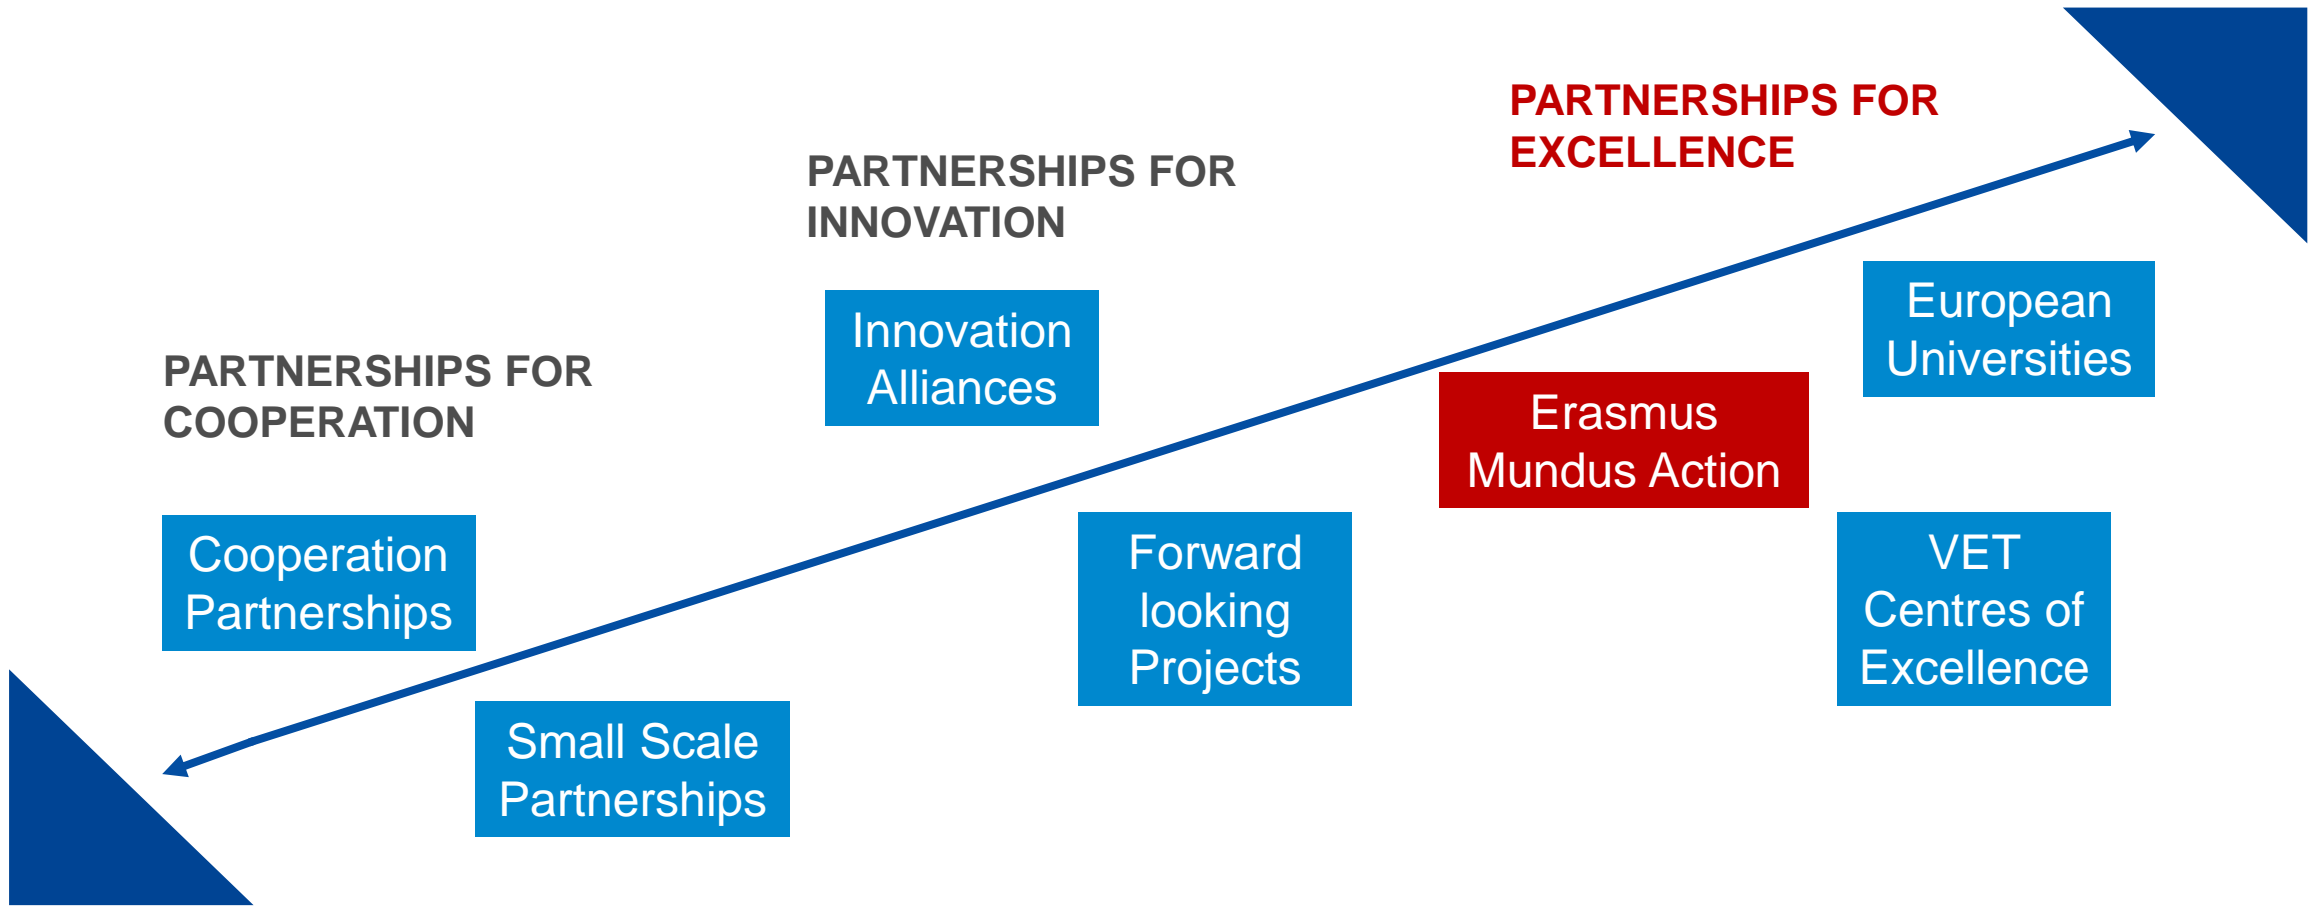 PARTNERSHIPS FOR
COOPERATION
Cooperation
Partnerships
Small Scale
Partnerships
PARTNERSHIPS FOR
INNOVATION
Innovation
Alliances
Forward
looking
Projects
PARTNERSHIPS FOR
EXCELLENCE
Erasmus
Mundus Action
European
Universities
VET
Centres of
Excellence